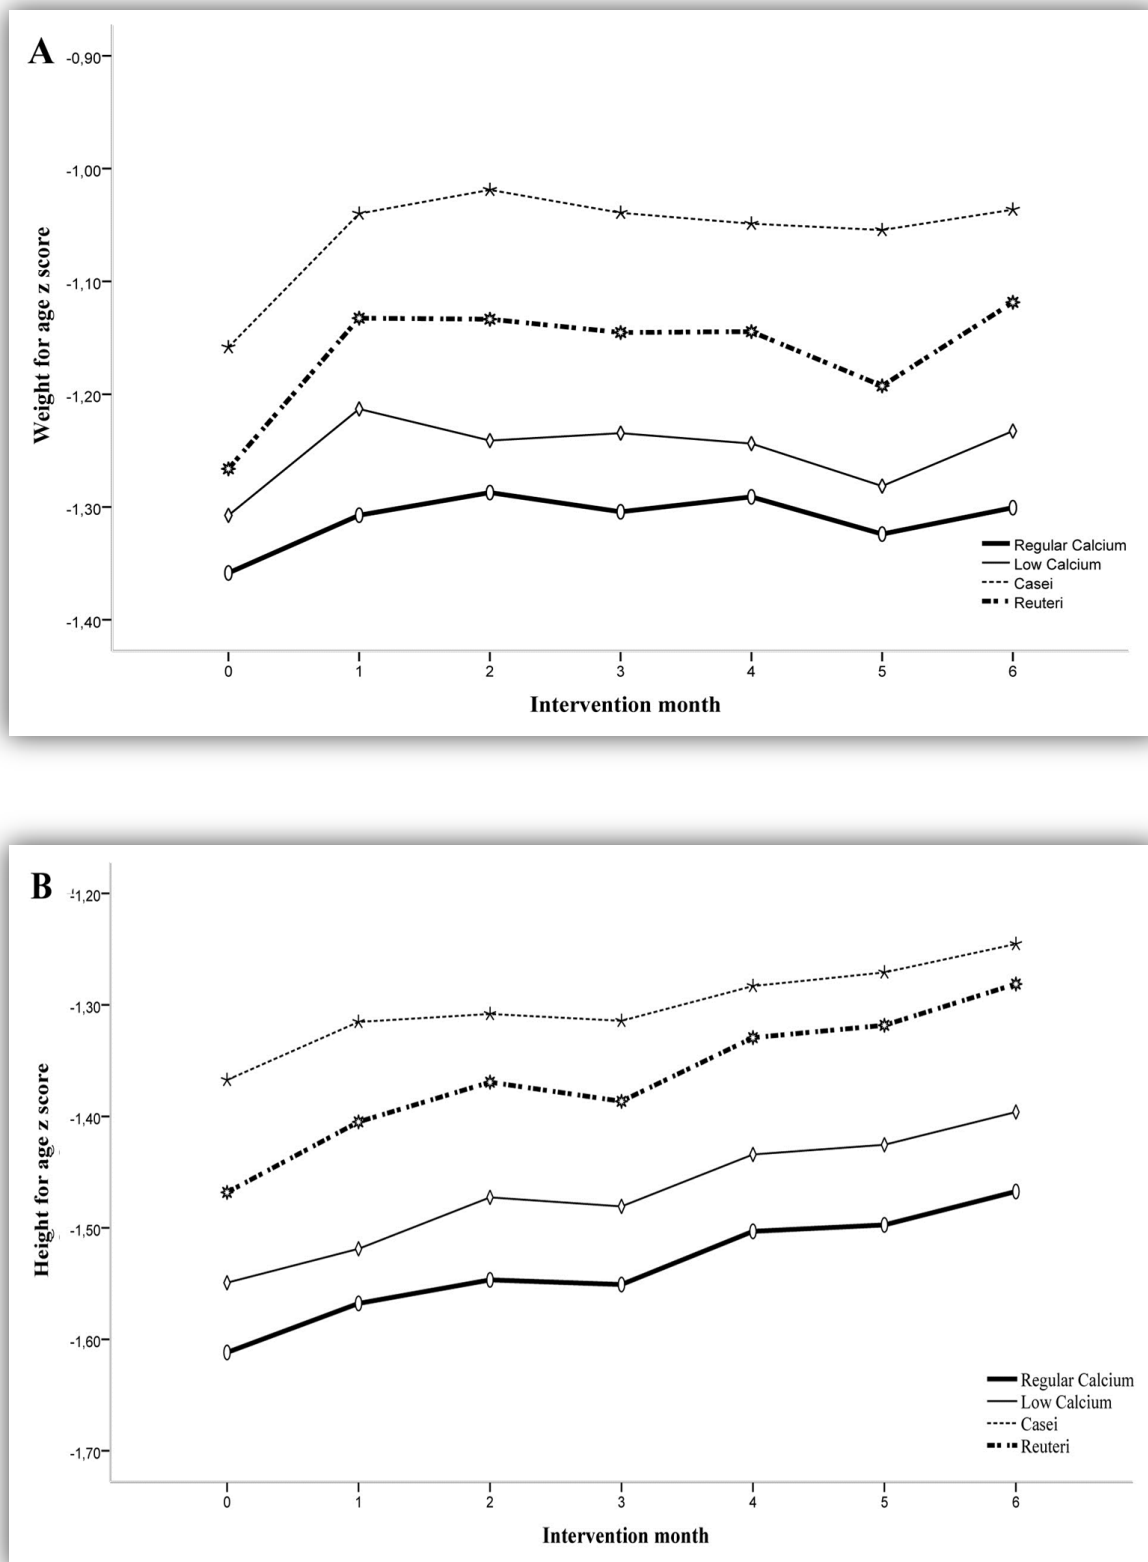 A
-0,90
-1,00
-1,10
-1,20
-1,30
-1,40
Weight for age z score
Regular Calcium
Low Calcium
Casei
Reuteri
0 1 2 3 4 5 6
Intervention month
B
-1,20
-1,30
-1,40
-1,50
-1,60
-1,70
Height for age z score
Regular Calcium
Low Calcium
Casei
Reuteri
0 1 2 3 4 5 6
Intervention month